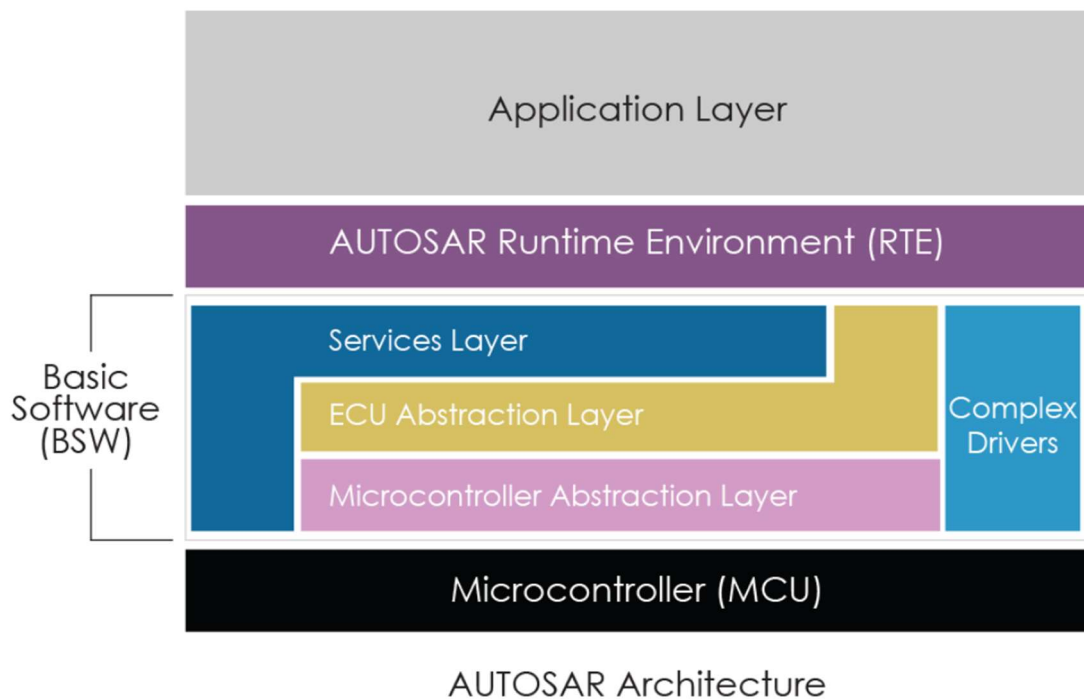 Application Layer
AUTOSAR Runtime Environment (RTE)
Basic
Software
(BSW)
Services Layer
ECU Abstraction Layer
Microcontroller Abstraction Layer
Complex
Drivers
Microcontroller (MCU)
AUTOSAR Architecture